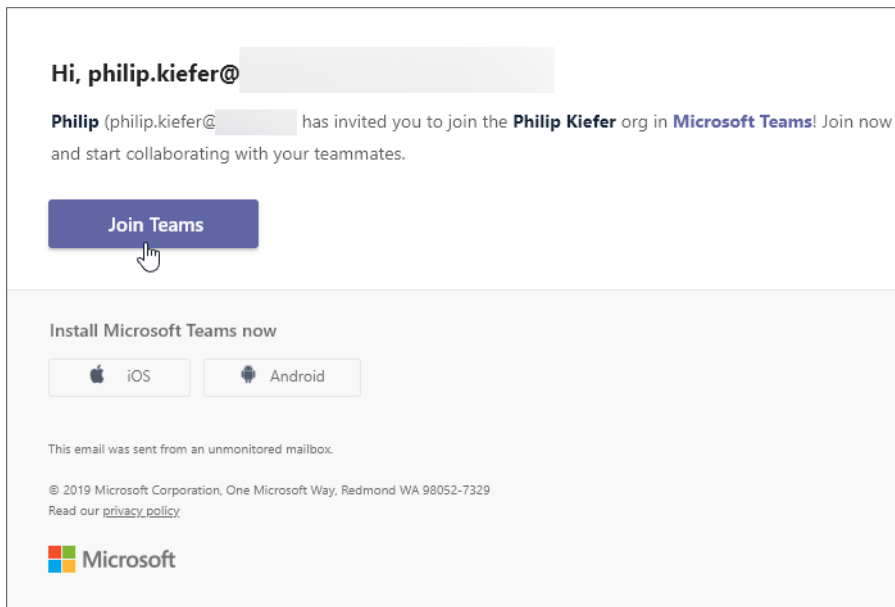 Hi, philip.kiefer@
Philip (philip.kiefer@ has invited you to join the Philip Kiefer org in Microsoft Teams! Join now
and start collaborating with your teammates.
Join Teams
Install Microsoft Teams now
iOS Android
This email was sent from an unmonitored mailbox.
© 2019 Microsoft Corporation, One Microsoft Way, Redmond WA 98052-7329
Read our privacy policy
Microsoft